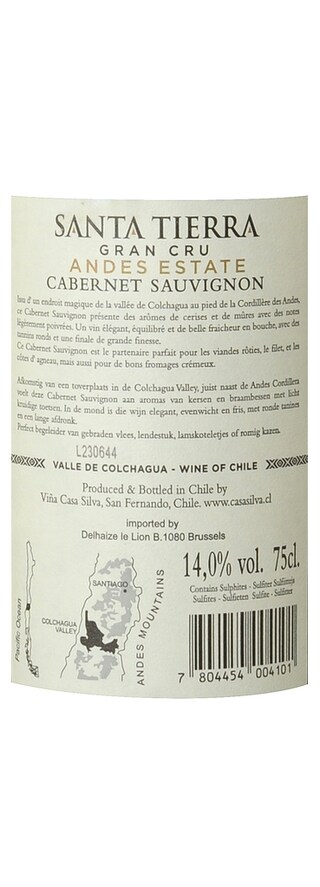 SANTA TIERRA
GRAN CRU
ANDES ESTATE
CABERNET SAUVIGNON
d'un endroit magique de la vallée de Colchagua au pied de la Cordillère des Andes,
ce Cabernet Sauvignon présente des arômes de cerises et de mûres avec des notes
légèrement poivrées. Un vin élégant, équilibré et de belle fraicheur en bouche, avec des
tannins ronds et une finale de grande finesse.
Ce Cabernet Sauvignon est le partenaire parfait pour les viandes rôties, le filet, et les
côtes d'agneau, mais aussi pour de bons fromages crémeux.
Afkomstig van een toverplaats in de Colchagua Valley, juist naast de Andes Cordillera
voelt deze Cabernet Sauvignon aan aromas van kersen en braambessen met licht
kruidige toetsen. In de mond is die wijn elegant, evenwicht en fris, met ronde tanines
en een lange afdronk.
Perfect begeleider van gebraden vlees, lendestuk, lamskoteletjes of romig kazen.
L230644
VALLE DE COLCHAGUA - WINE OF CHILE
Produced & Bottled in Chile by
Viña Casa Silva, San Fernando, Chile. www.casasilva.cl
imported by
Delhaize le Lion B.1080 Brussels
14,0% vol. 75cl.
Contains Sulphites - Sulfiter
Sulfites - Sulfieten
SANTIAGO
COLCHAGUA
VALLEY
Pacific Ocean
ANDES MOUNTAINS
7 804454 004101